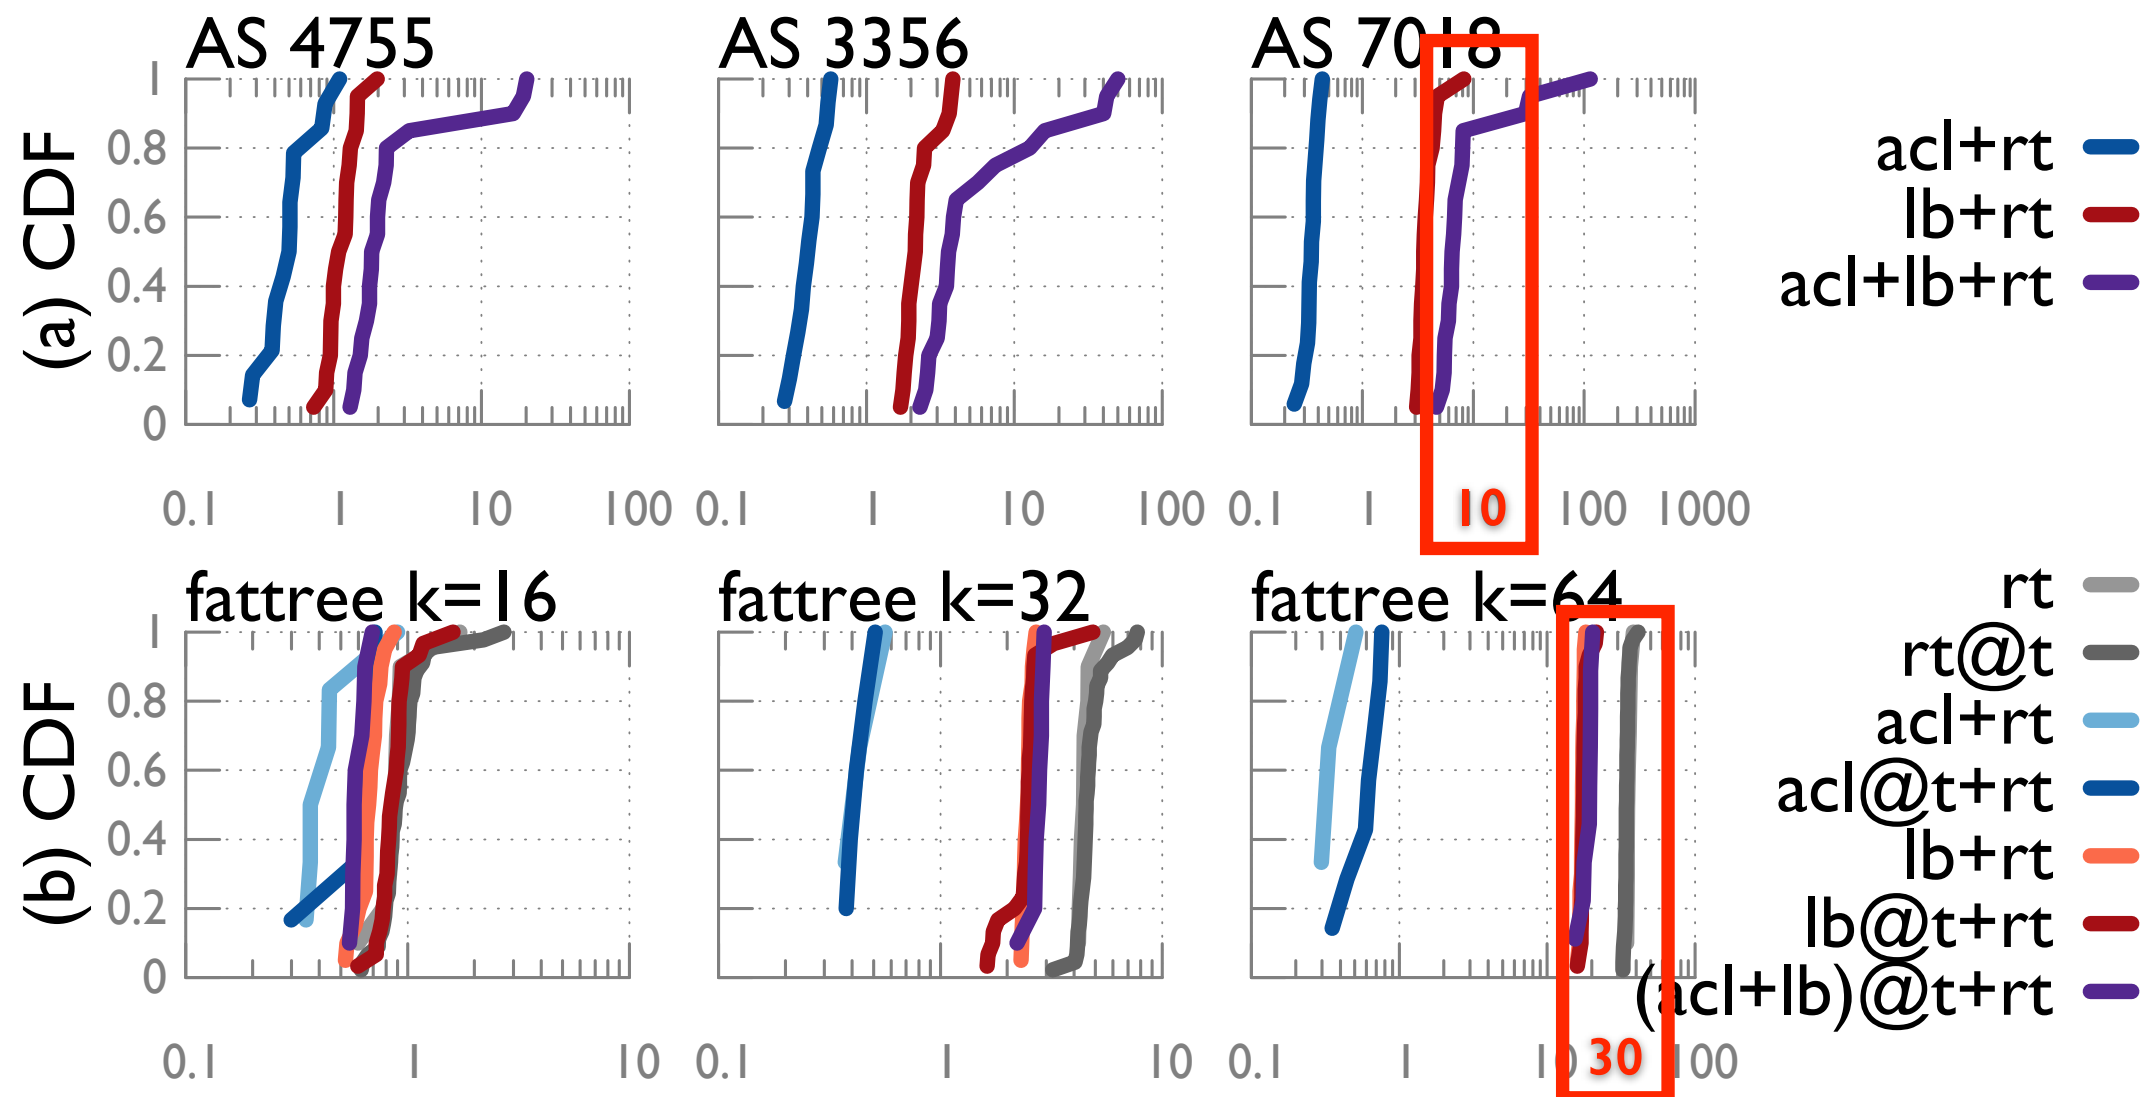 AS 4755 AS 3356 AS 7018
(a) CDF
1
0.8
0.6
0.4
0.2
0
0.1 1 10 100 0.1 1 10 100 0.1 1 10 100 1000
acl+rt
lb+rt
acl+lb+rt
fattree k=16 fattree k=32 fattree k=64
(b) CDF
1
0.8
0.6
0.4
0.2
0
0.1 1 10 0.1 1 10 0.1 1 10 30 100
rt
rt@t
acl+rt
acl@t+rt
lb+rt
lb@t+rt
(acl+lb)@t+rt